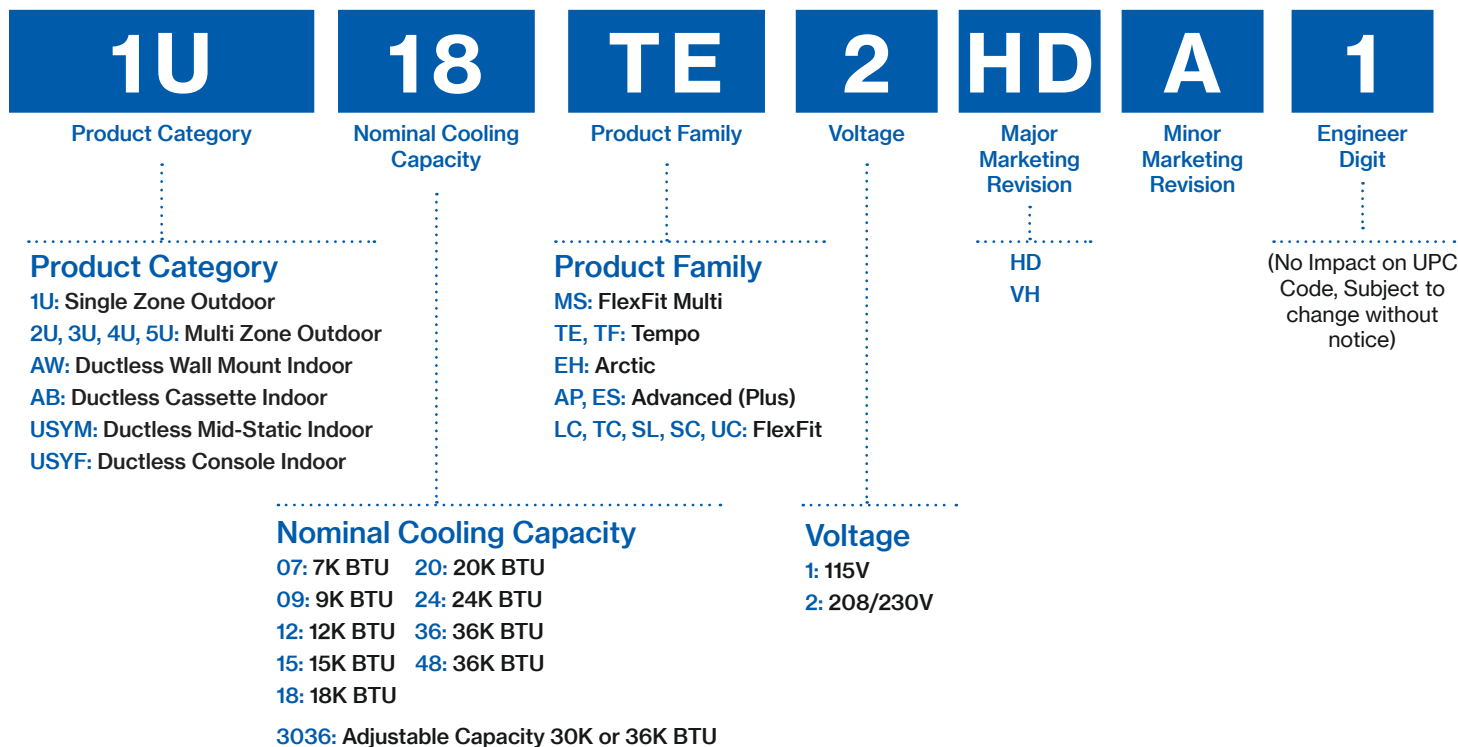 1U 18 TE 2 HD A 1
Product Category
Nominal Cooling
Capacity
Product Family
Voltage
Major
Marketing
Revision
Minor
Marketing
Revision
Engineer
Digit
Product Category
1U: Single Zone Outdoor
2U, 3U, 4U, 5U: Multi Zone Outdoor
AW: Ductless Wall Mount Indoor
AB: Ductless Cassette Indoor
USYM: Ductless Mid-Static Indoor
USYF: Ductless Console Indoor
Product Family
MS: FlexFit Multi
TE, TF: Tempo
EH: Arctic
AP, ES: Advanced (Plus)
LC, TC, SL, SC, UC: FlexFit
HD
VH
(No Impact on UPC
Code, Subject to
change without
notice)
Nominal Cooling Capacity
07: 7K BTU 20: 20K BTU
09: 9K BTU 24: 24K BTU
12: 12K BTU 36: 36K BTU
15: 15K BTU 48: 36K BTU
18: 18K BTU
3036: Adjustable Capacity 30K or 36K BTU
Voltage
1: 115V
2: 208/230V